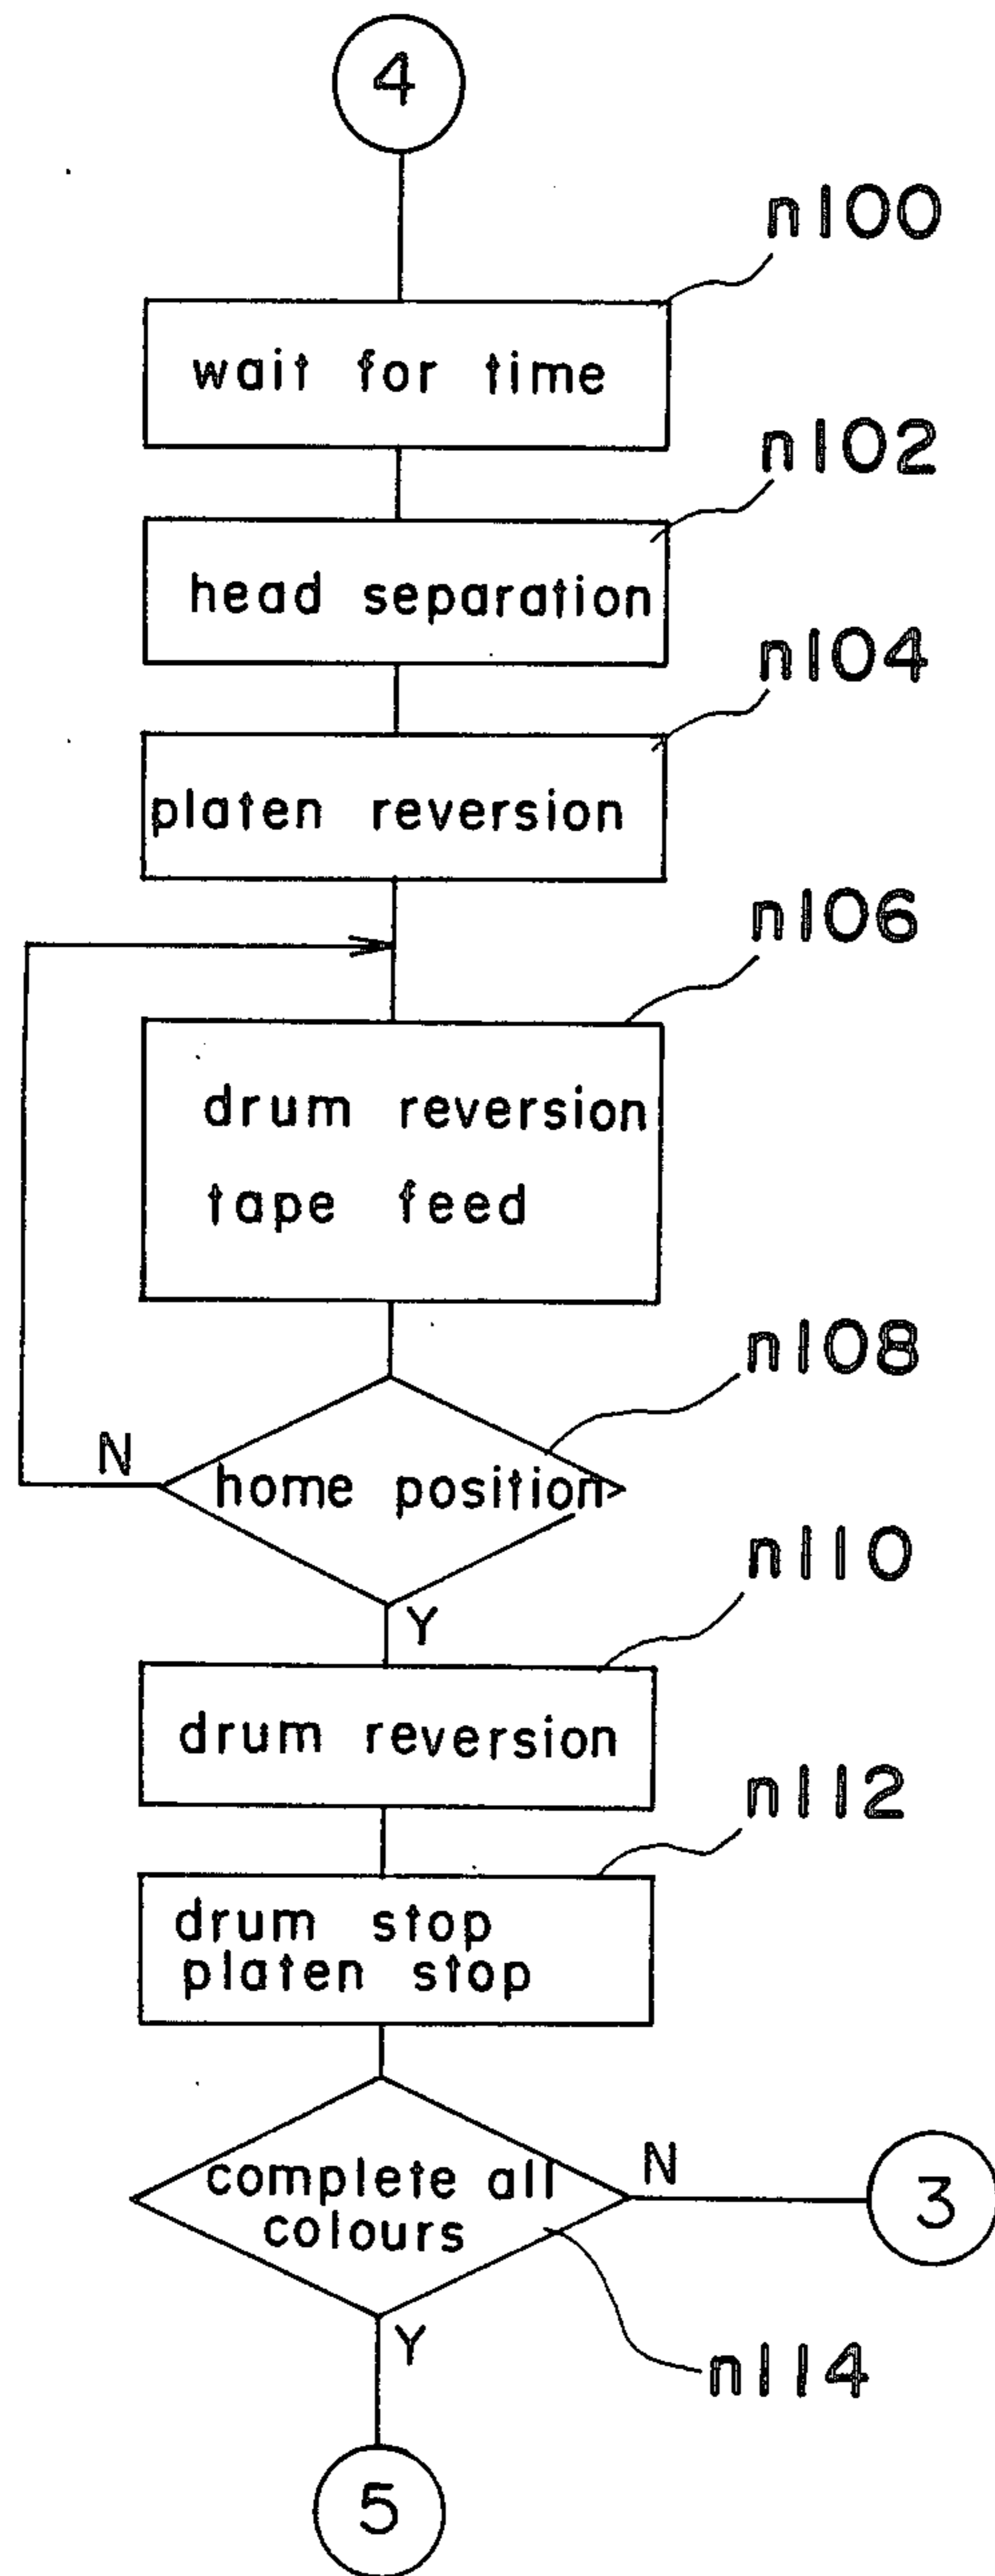 4
n100
wait for time
n102
head separation
n104
platen reversion
n106
drum reversion
tape feed
n108
N
home position
Y
n110
drum reversion
n112
drum stop
platen stop
complete all
colours
N
3
Y
n114
5